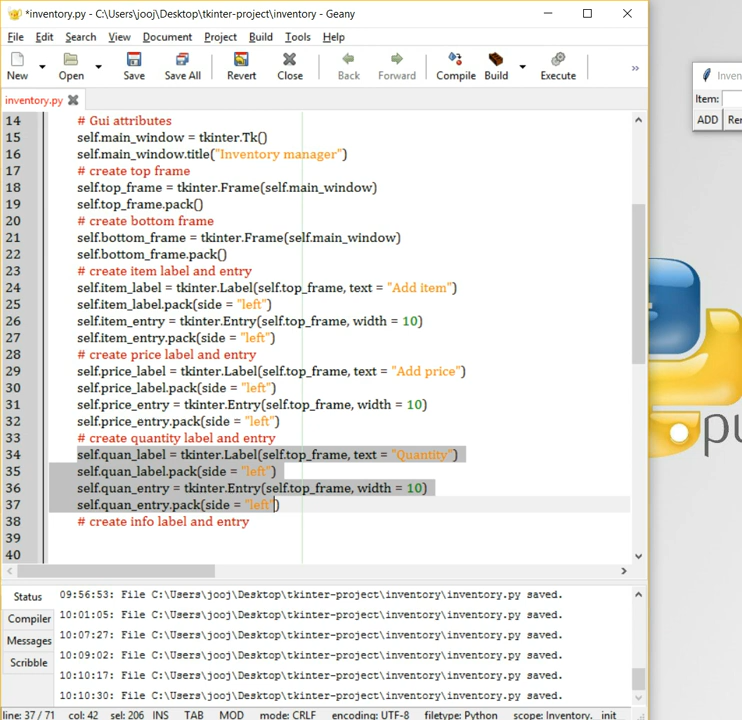 *inventory.py - C:\Users\jooj\Desktop\tkinter-project\inventory - Geany
File Edit Search View Document Project Build Tools Help
New Open Save Save All Revert Close Back Forward Compile Build Execute »
inventory.py
14 # Gui attributes
15 self.main_window = tkinter.Tk()
16 self.main_window.title("Inventory manager")
17 # create top frame
18 self.top_frame = tkinter.Frame(self.main_window)
19 self.top_frame.pack()
20 # create bottom frame
21 self.bottom_frame = tkinter.Frame(self.main_window)
22 self.bottom_frame.pack()
23 # create item label and entry
24 self.item_label = tkinter.Label(self.top_frame, text = "Add item")
25 self.item_label.pack(side = "left")
26 self.item_entry = tkinter.Entry(self.top_frame, width = 10)
27 self.item_entry.pack(side = "left")
28 # create price label and entry
29 self.price_label = tkinter.Label(self.top_frame, text = "Add price")
30 self.price_label.pack(side = "left")
31 self.price_entry = tkinter.Entry(self.top_frame, width = 10)
32 self.price_entry.pack(side = "left")
33 # create quantity label and entry
34 self.quan_label = tkinter.Label(self.top_frame, text = "Quantity")
35 self.quan_label.pack(side = "left")
36 self.quan_entry = tkinter.Entry(self.top_frame, width = 10)
37 self.quan_entry.pack(side = "left")
38 # create info label and entry
39
40
Status
Compiler
Messages
Scribble
09:56:53: File C:\Users\jooj\Desktop\tkinter-project\inventory\inventory.py saved.
10:01:05: File C:\Users\jooj\Desktop\tkinter-project\inventory\inventory.py saved.
10:07:27: File C:\Users\jooj\Desktop\tkinter-project\inventory\inventory.py saved.
10:09:02: File C:\Users\jooj\Desktop\tkinter-project\inventory\inventory.py saved.
10:10:17: File C:\Users\jooj\Desktop\tkinter-project\inventory\inventory.py saved.
10:10:30: File C:\Users\jooj\Desktop\tkinter-project\inventory\inventory.py saved.
line: 37 / 71 col: 42 sel: 206 INS TAB MOD mode: CRLF encoding: UTF-8 filetype: Python scope: Inventory.__init__
Inven
Item:
ADD Rer
pu